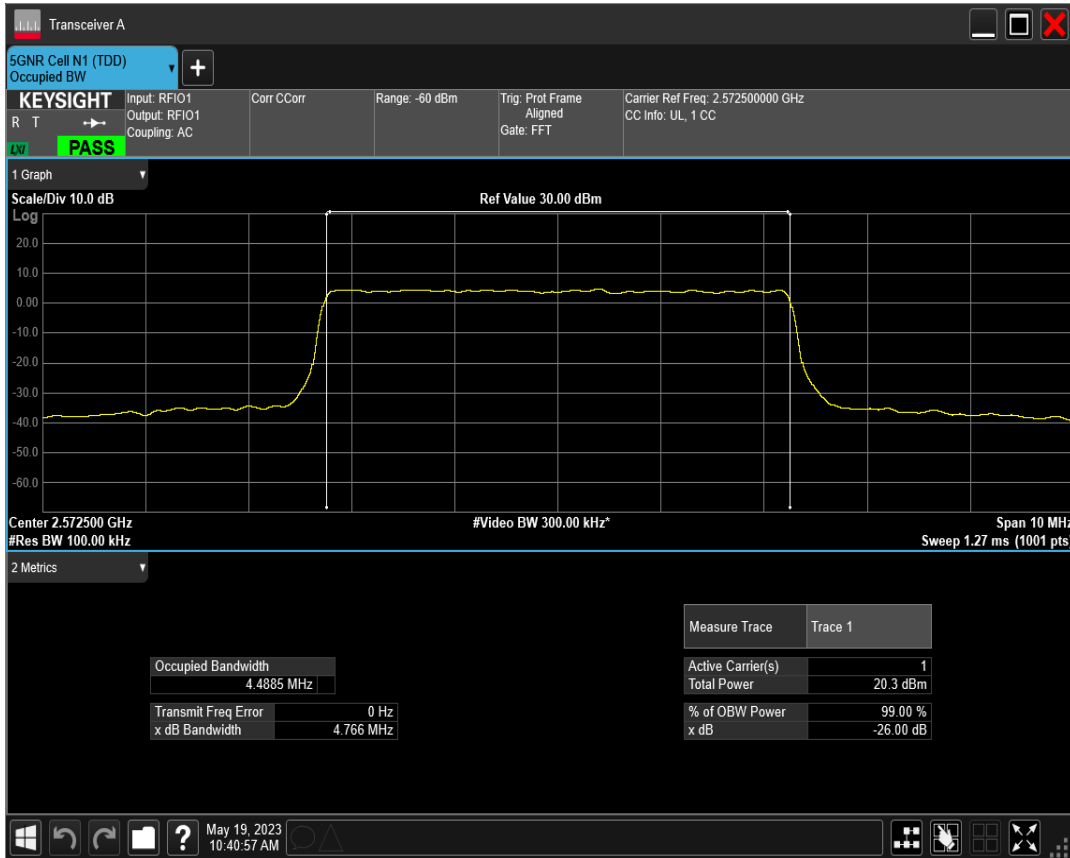 Transceiver A
5GNR Cell N1 (TDD)
Occupied BW
+
KEYSIGHT
R T
LXI
PASS
Input: RFIO1
Output: RFIO1
Coupling: AC
Corr CCorr
Range: -60 dBm
Trig: Prot Frame
Aligned
Gate: FFT
Carrier Ref Freq: 2.572500000 GHz
CC Info: UL, 1 CC
1 Graph
Scale/Div 10.0 dB
Ref Value 30.00 dBm
Log
20.0
10.0
0.00
-10.0
-20.0
-30.0
-40.0
-50.0
-60.0
Center 2.572500 GHz
#Video BW 300.00 kHz*
Span 10 MHz
#Res BW 100.00 kHz
Sweep 1.27 ms (1001 pts)
2 Metrics
Measure Trace Trace 1
Occupied Bandwidth
4.4885 MHz
Active Carrier(s) 1
Total Power 20.3 dBm
Transmit Freq Error 0 Hz
x dB Bandwidth 4.766 MHz
% of OBW Power 99.00 %
x dB -26.00 dB
?
May 19, 2023
10:40:57 AM